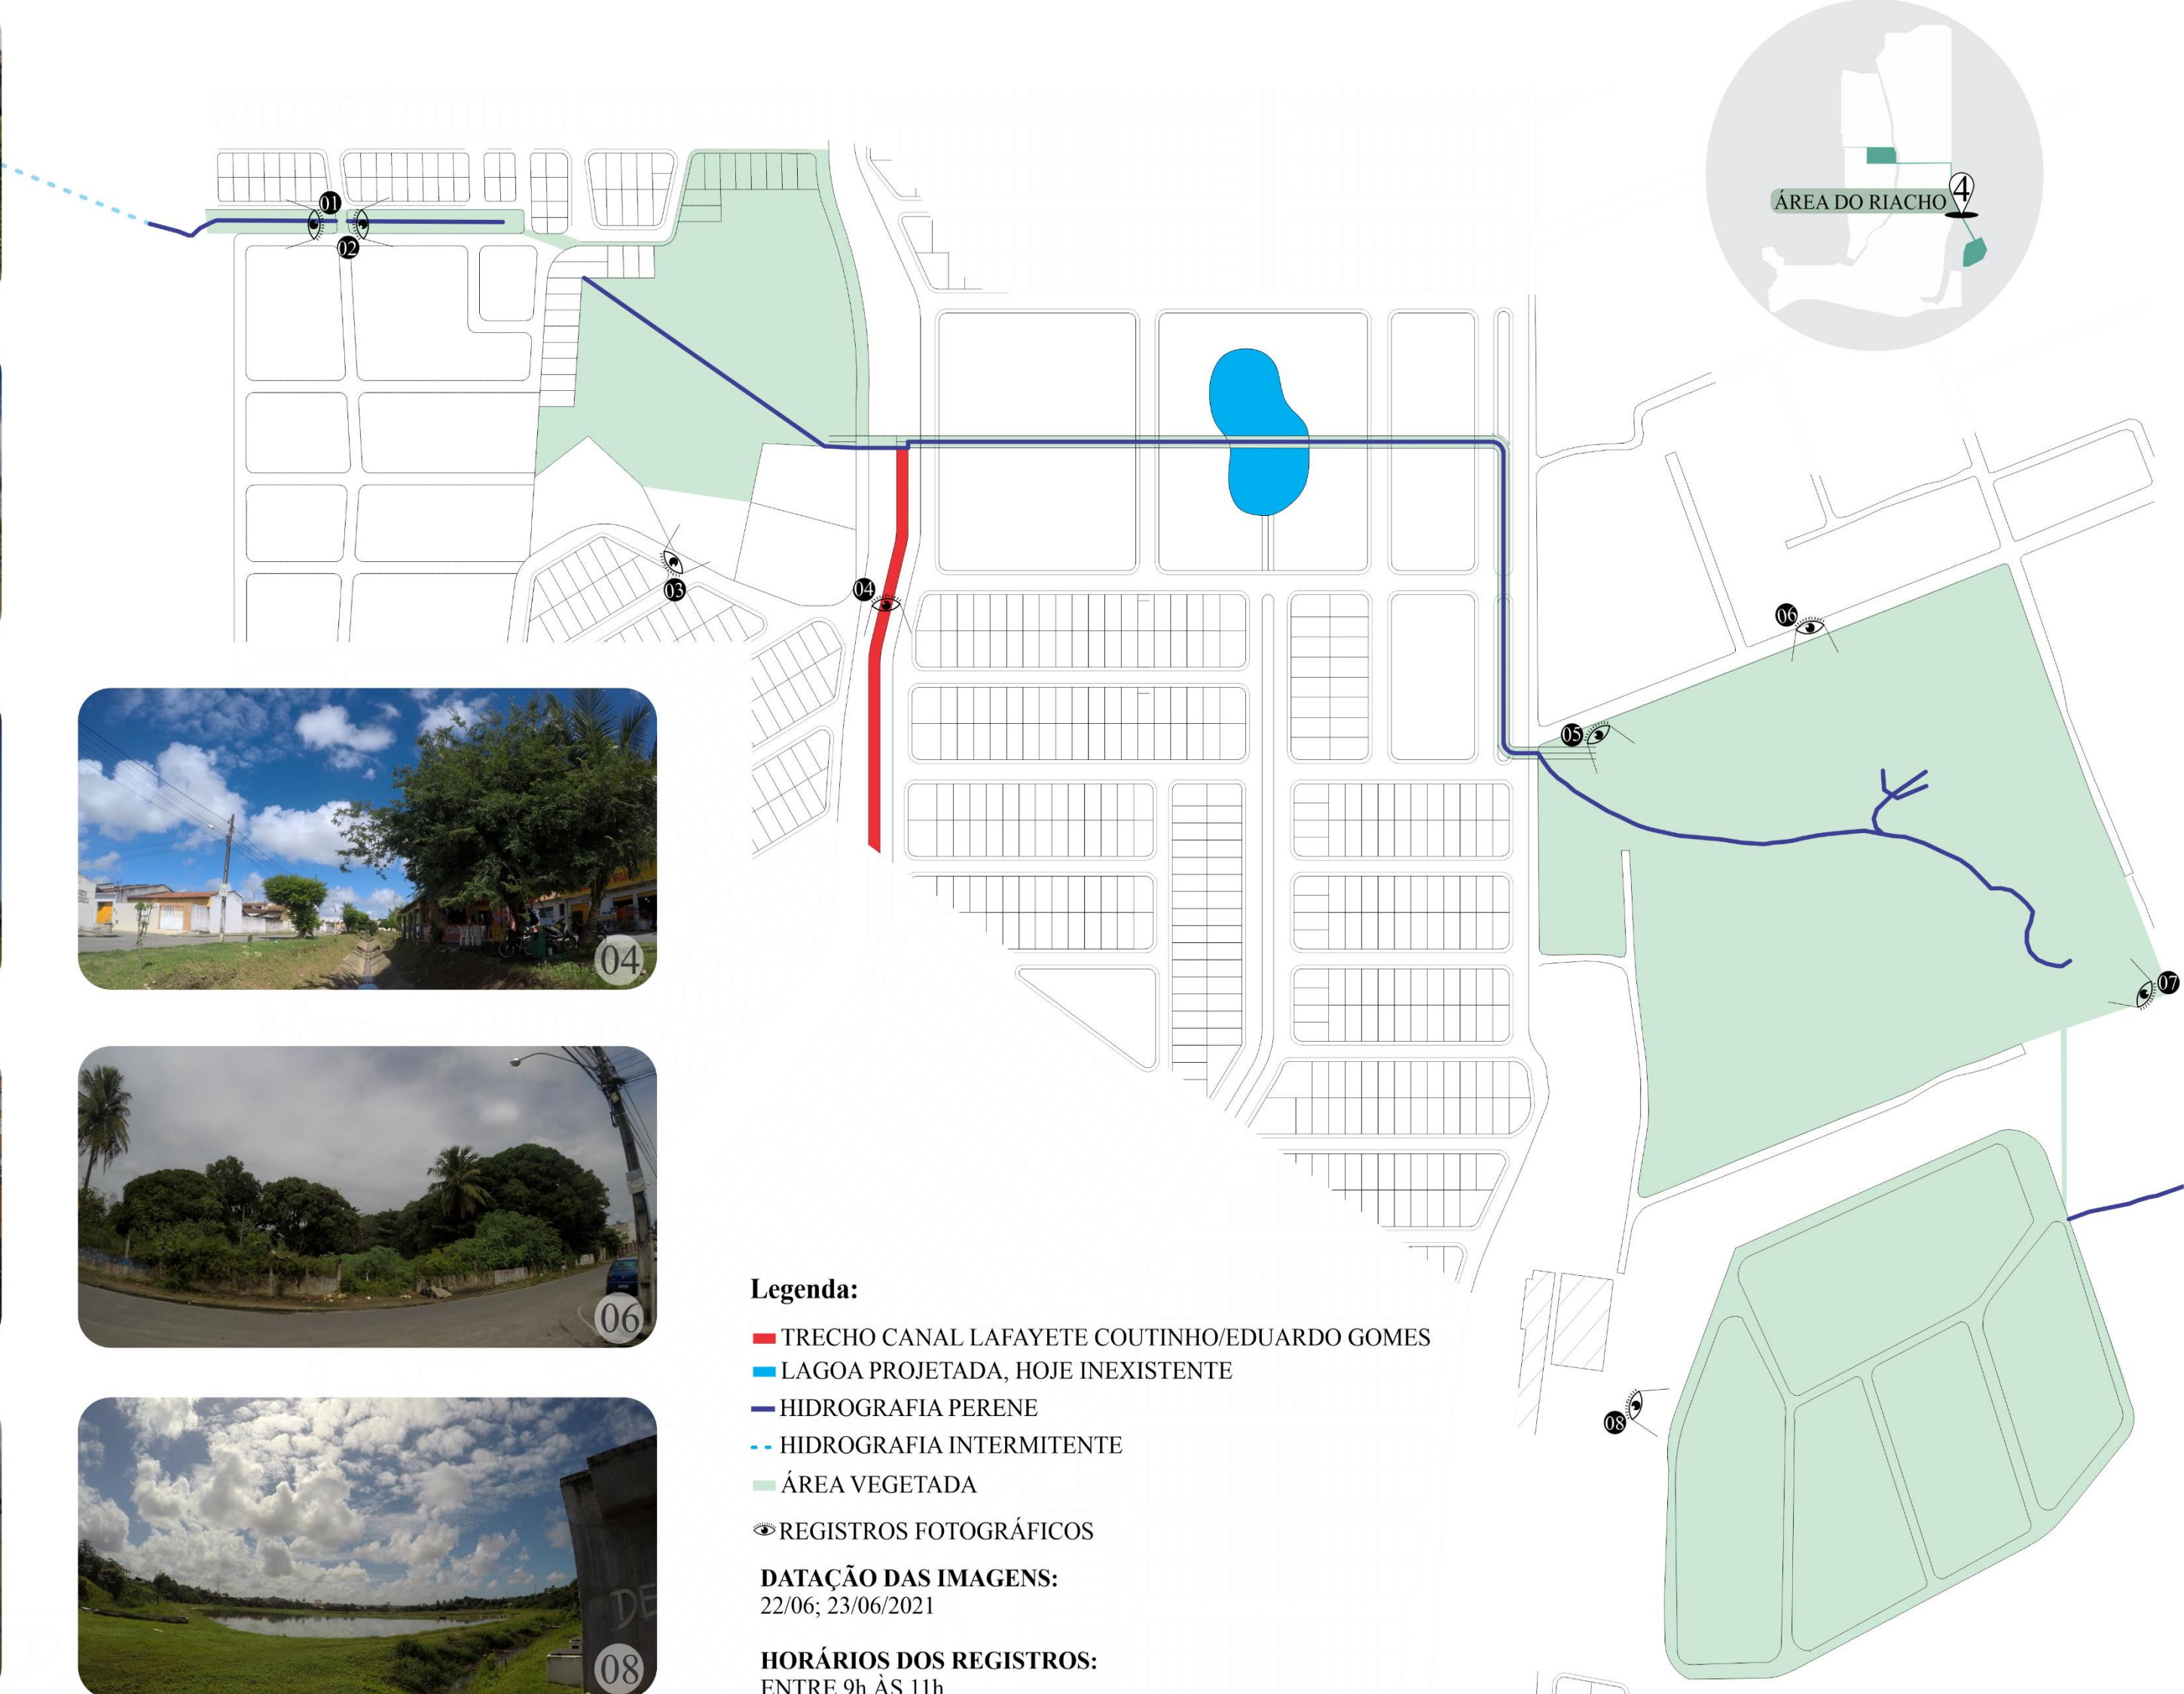 ÁREA DO RIACHO 4
01
02
03
04
05
06
07
08
04
06
DE
08
Legenda:
TRECHO CANAL LAFAYETE COUTINHO/EDUARDO GOMES
LAGOA PROJETADA, HOJE INEXISTENTE
HIDROGRAFIA PERENE
HIDROGRAFIA INTERMITENTE
ÁREA VEGETADA
REGISTROS FOTOGRÁFICOS
DATAÇÃO DAS IMAGENS:
22/06; 23/06/2021
HORÁRIOS DOS REGISTROS:
ENTRE 9h ÀS 11h